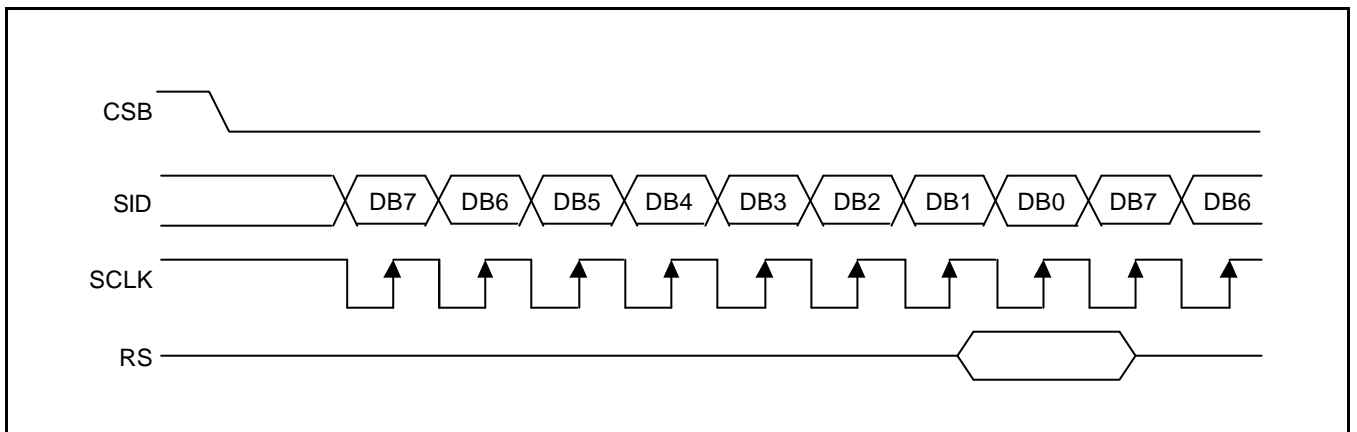 CSB
SID DB7 DB6 DB5 DB4 DB3 DB2 DB1 DB0 DB7 DB6
SCLK
RS